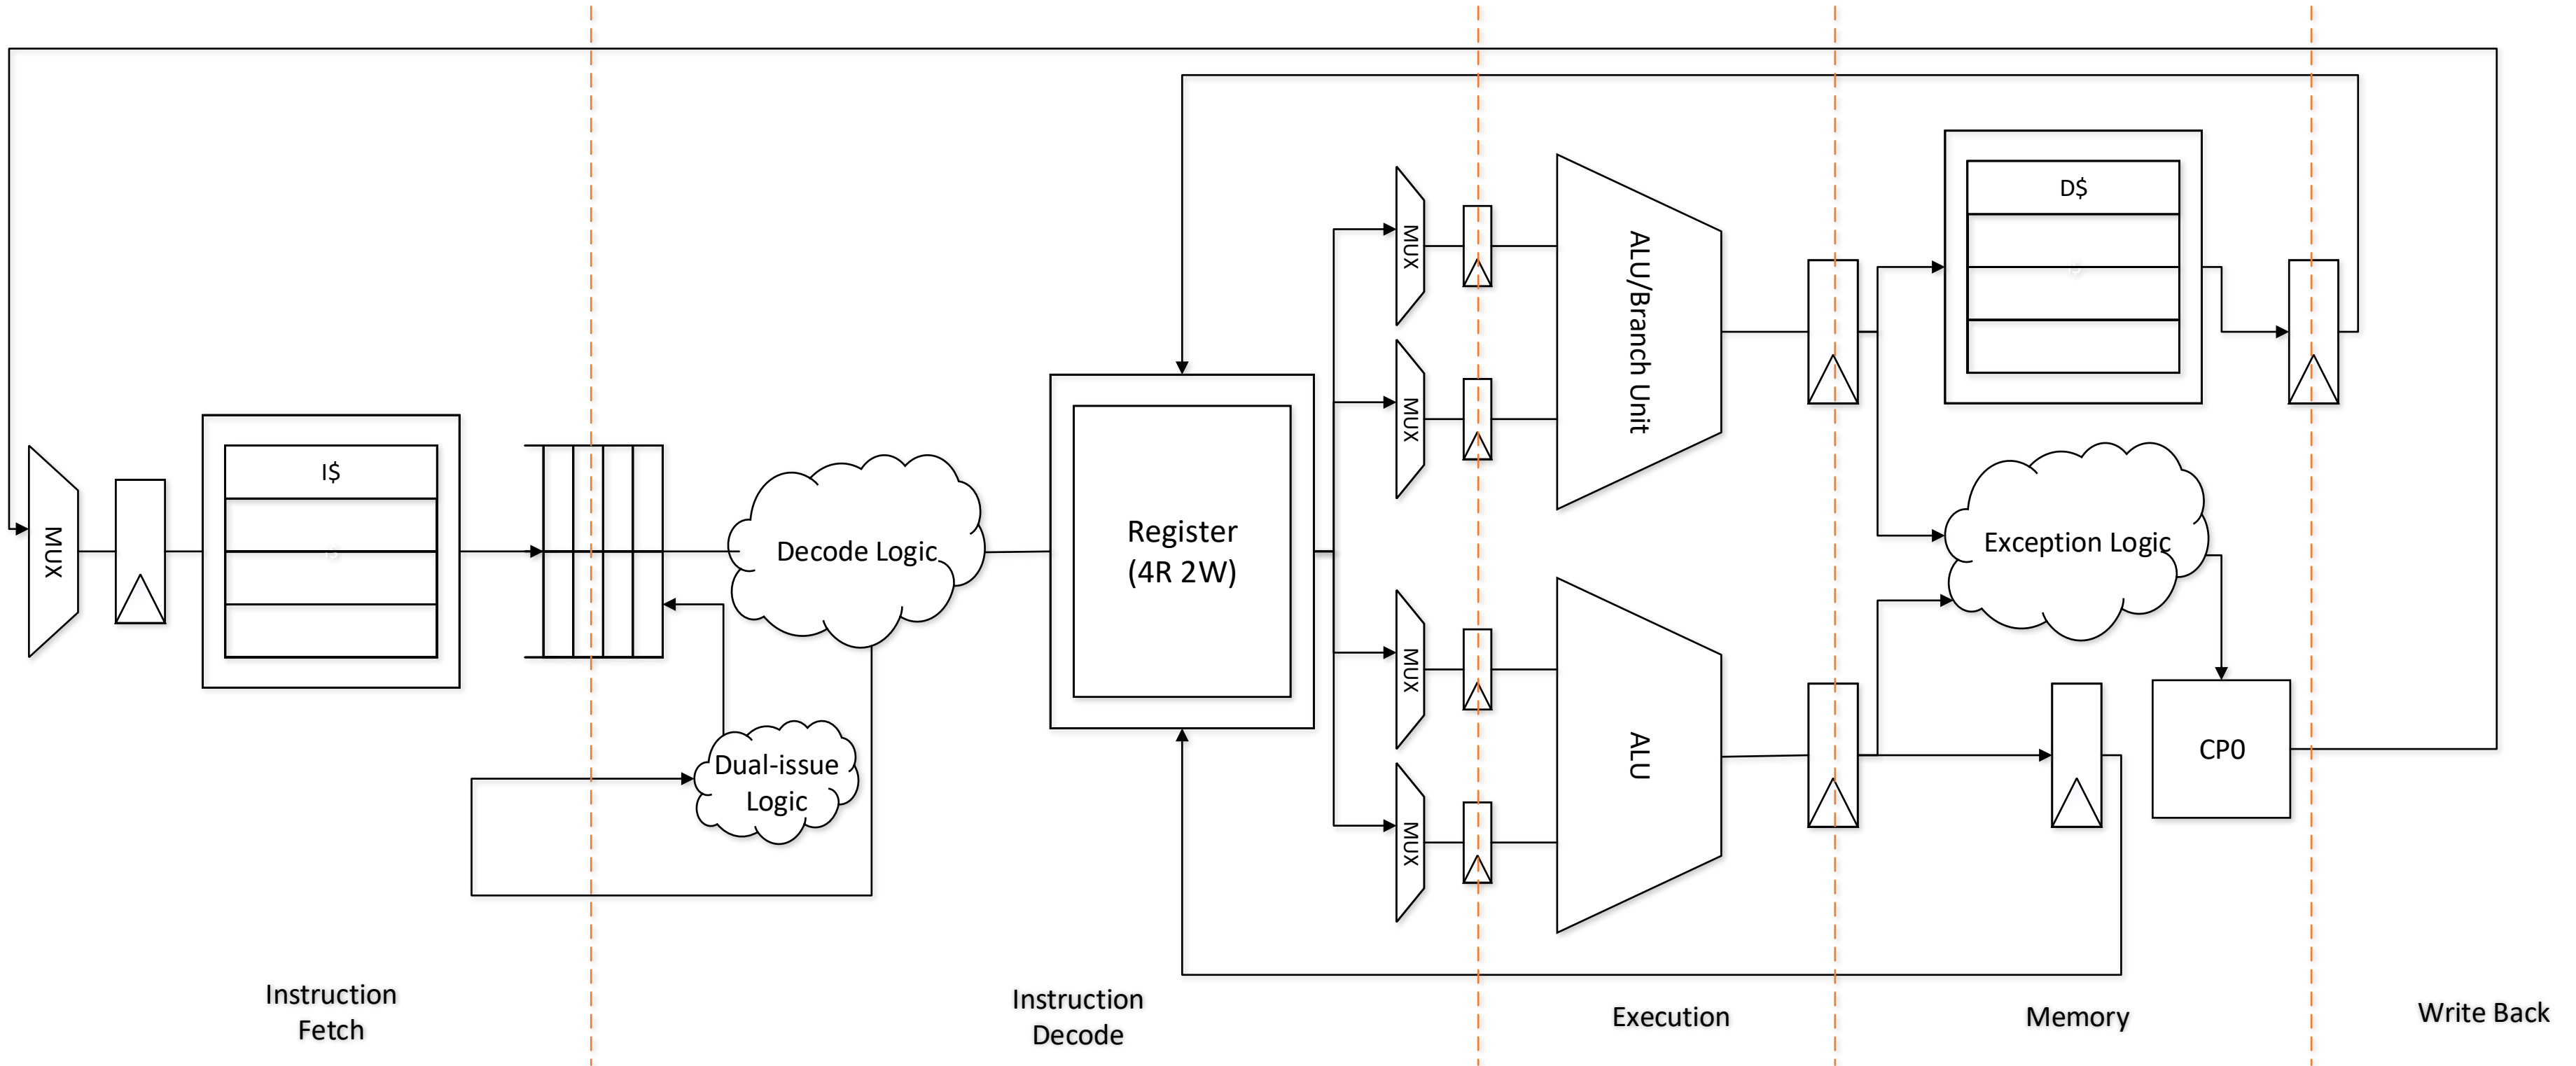 MUX
I$
Decode Logic
Dual-issue
Logic
Register
(4R 2W)
MUX
MUX
MUX
MUX
ALU/Branch Unit
ALU
D$
Exception Logic
CP0
Instruction
Fetch
Instruction
Decode
Execution
Memory
Write Back